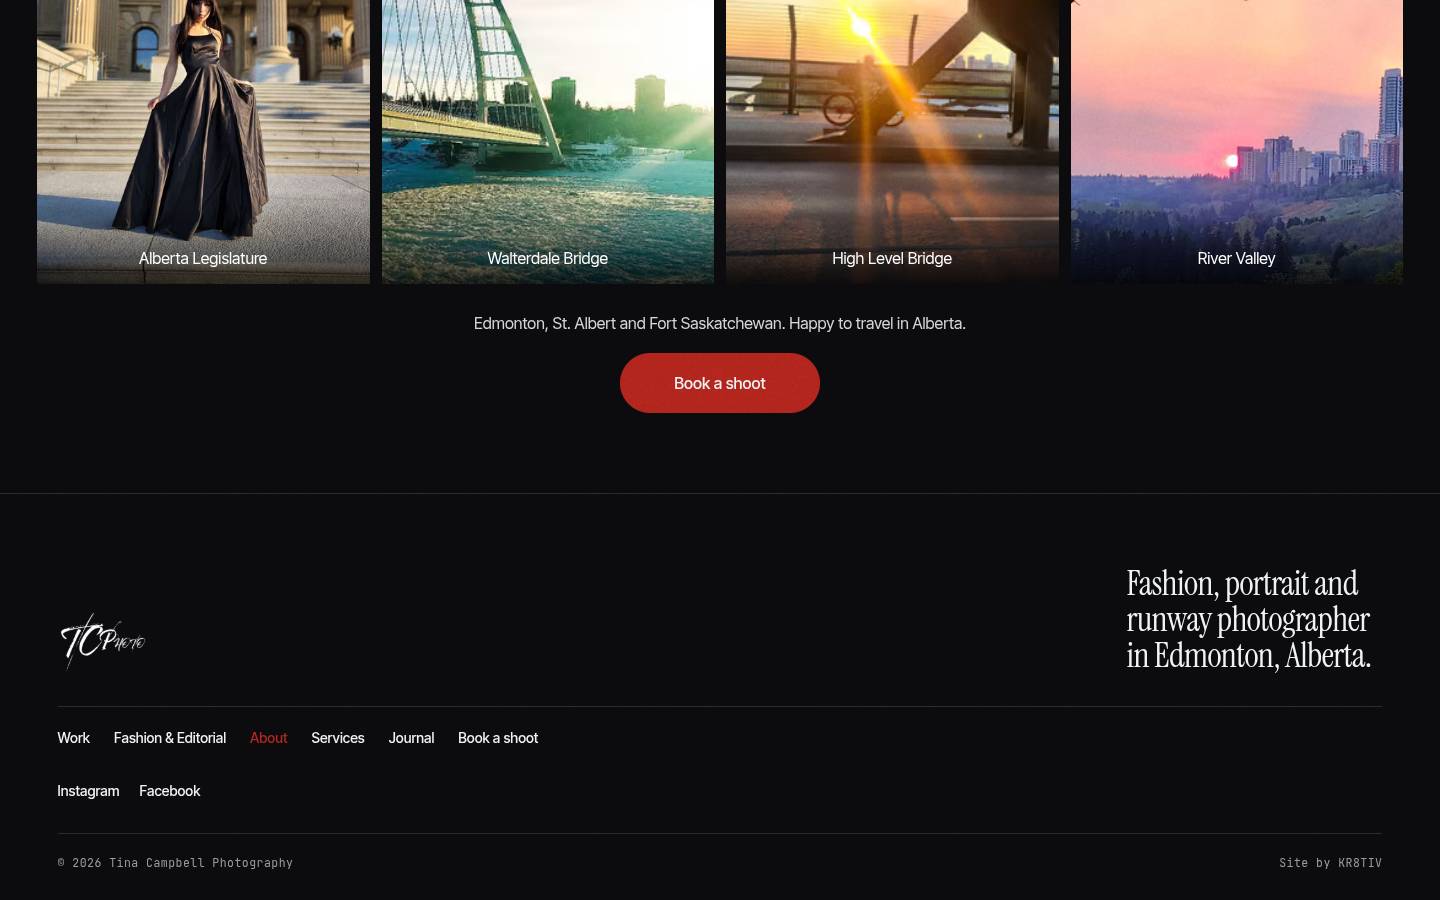 Alberta Legislature
Walterdale Bridge
High Level Bridge
River Valley
Edmonton, St. Albert and Fort Saskatchewan. Happy to travel in Alberta.
Book a shoot
TCPhoto
Fashion, portrait and
runway photographer
in Edmonton, Alberta.
Work
Fashion & Editorial
About
Services
Journal
Book a shoot
Instagram
Facebook
© 2026 Tina Campbell Photography
Site by KR8TIV